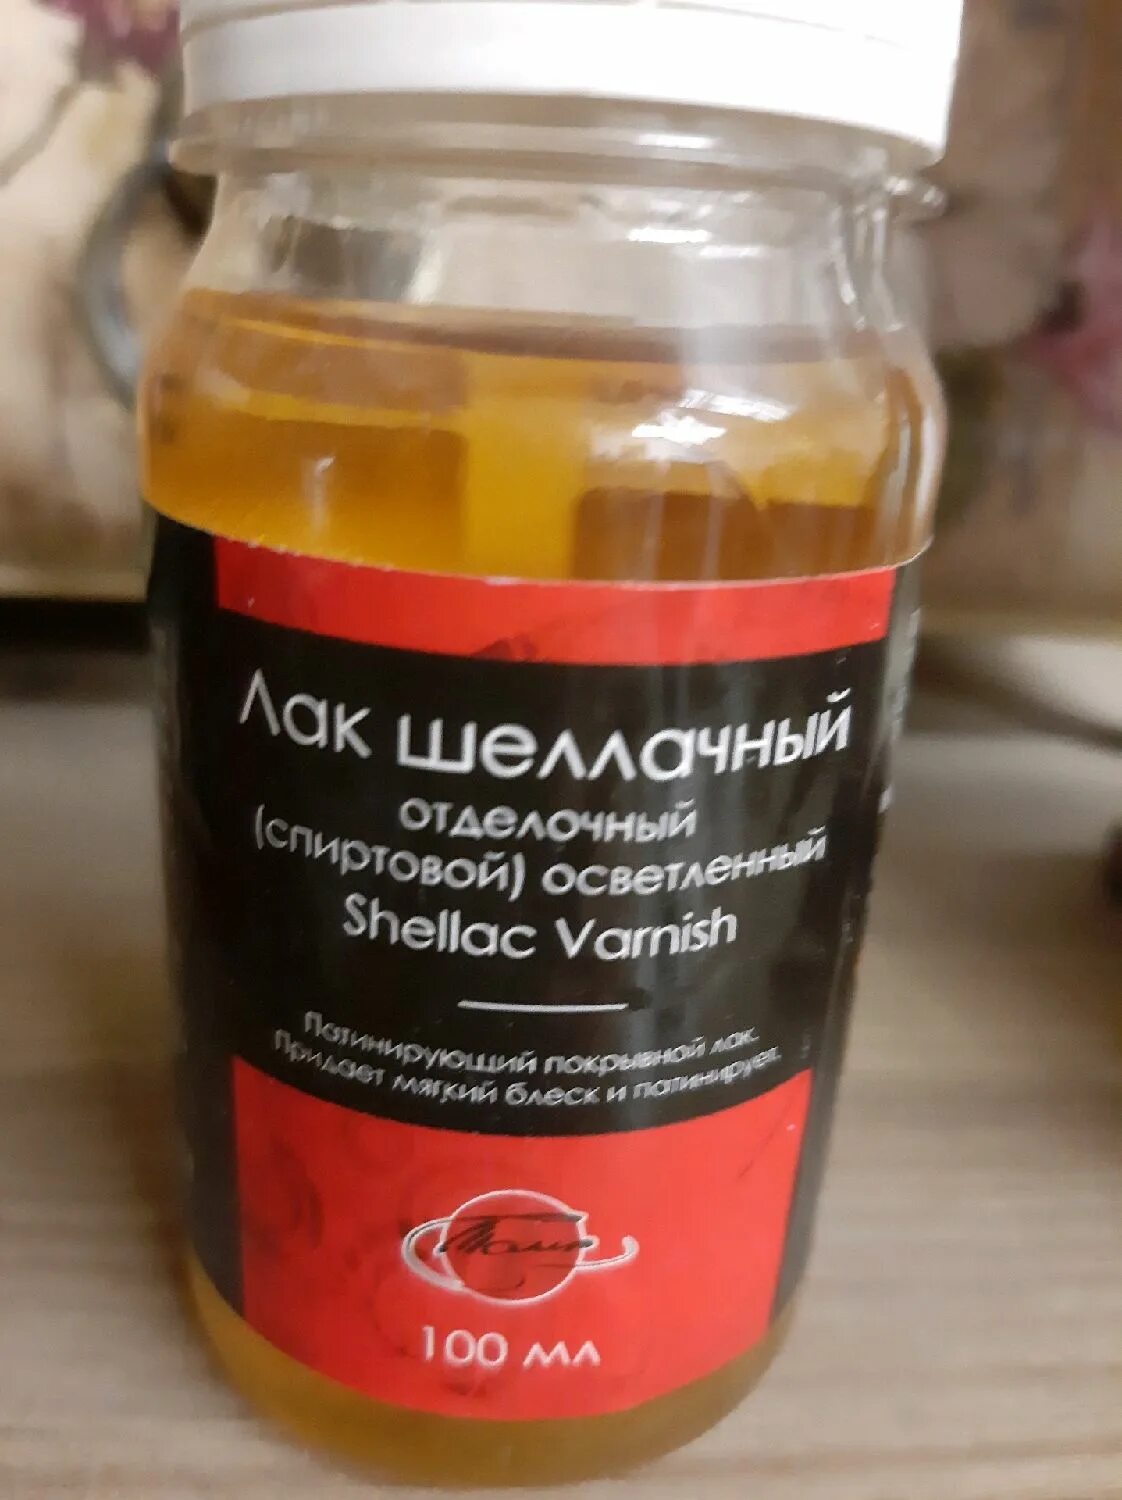 Лак шеллачный
отделочный
(спиртовой) осветленный
Shellac Varnish
Патинирующий покрывной лак.
Придает мягкий блеск и патинирует.
100 мл